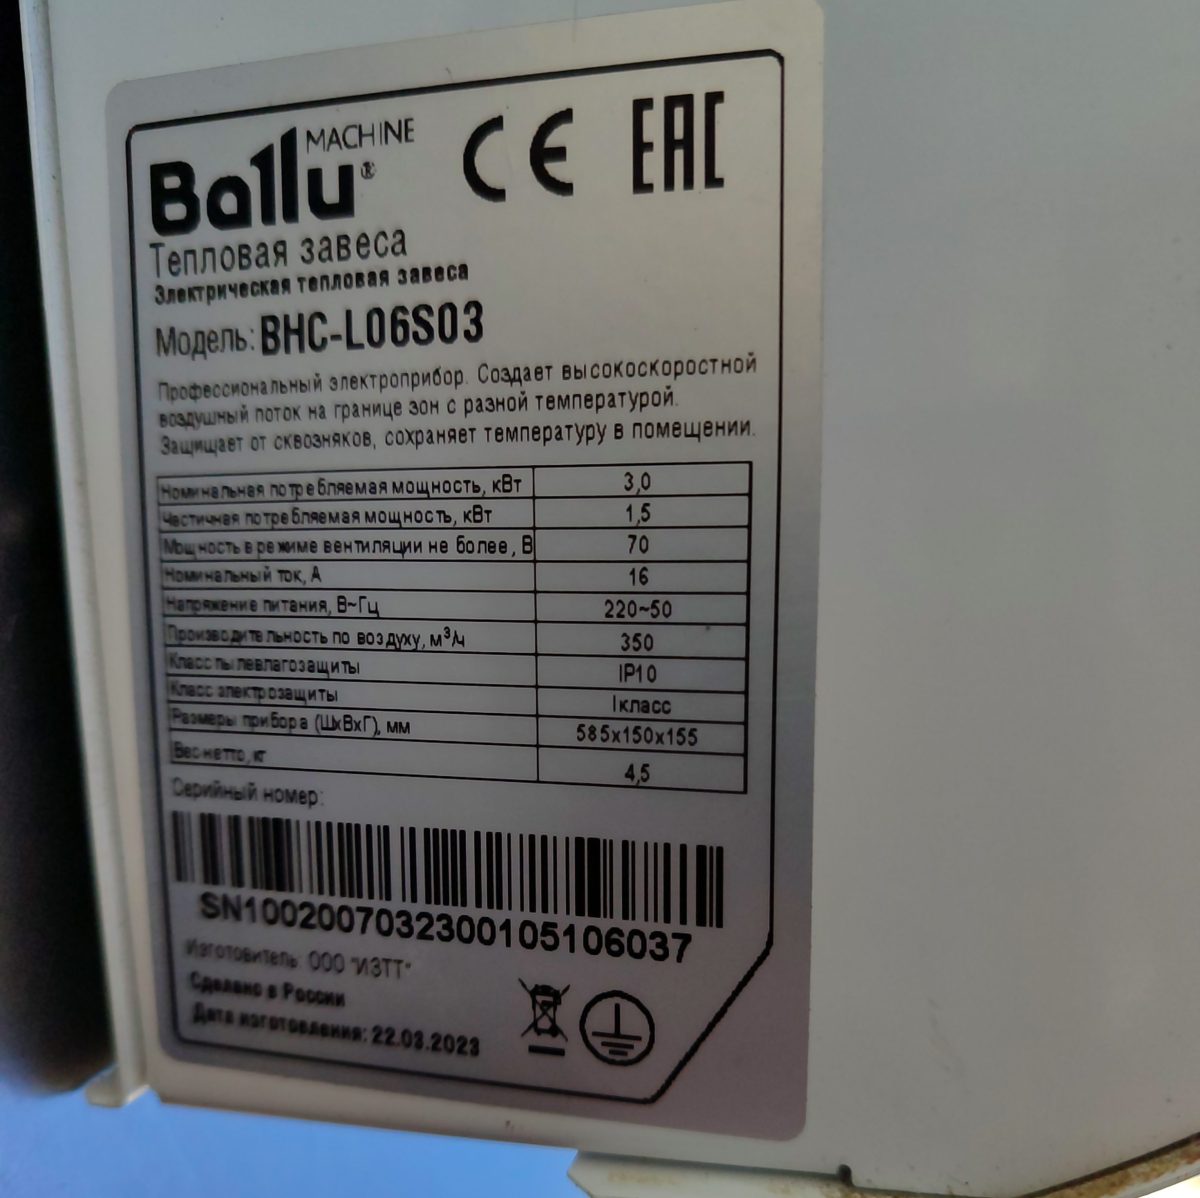 Ballu MACHINE ® CE EAC
Тепловая завеса
Электрическая тепловая завеса
Модель: BHC-L06S03
Профессиональный электроприбор. Создает высокоскоростной
воздушный поток на границе зон с разной температурой.
Защищает от сквозняков, сохраняет температуру в помещении.
Номинальная потребляемая мощность, кВт 3,0
Частичная потребляемая мощность, кВт 1,5
Мощность в режиме вентиляции не более, В 70
Номинальный ток, А 16
Напряжение питания, В~Гц 220~50
Производительность по воздуху, м³/ч 350
Класс пылевлагозащиты IP10
Класс электрозащиты I класс
Размеры прибора (ШxВxГ), мм 585x150x155
Вес нетто, кг 4,5
Серийный номер:
SN1002007032300105106037
Изготовитель: ООО "ИЗТТ"
Сделано в России
Дата изготовления: 22.03.2023